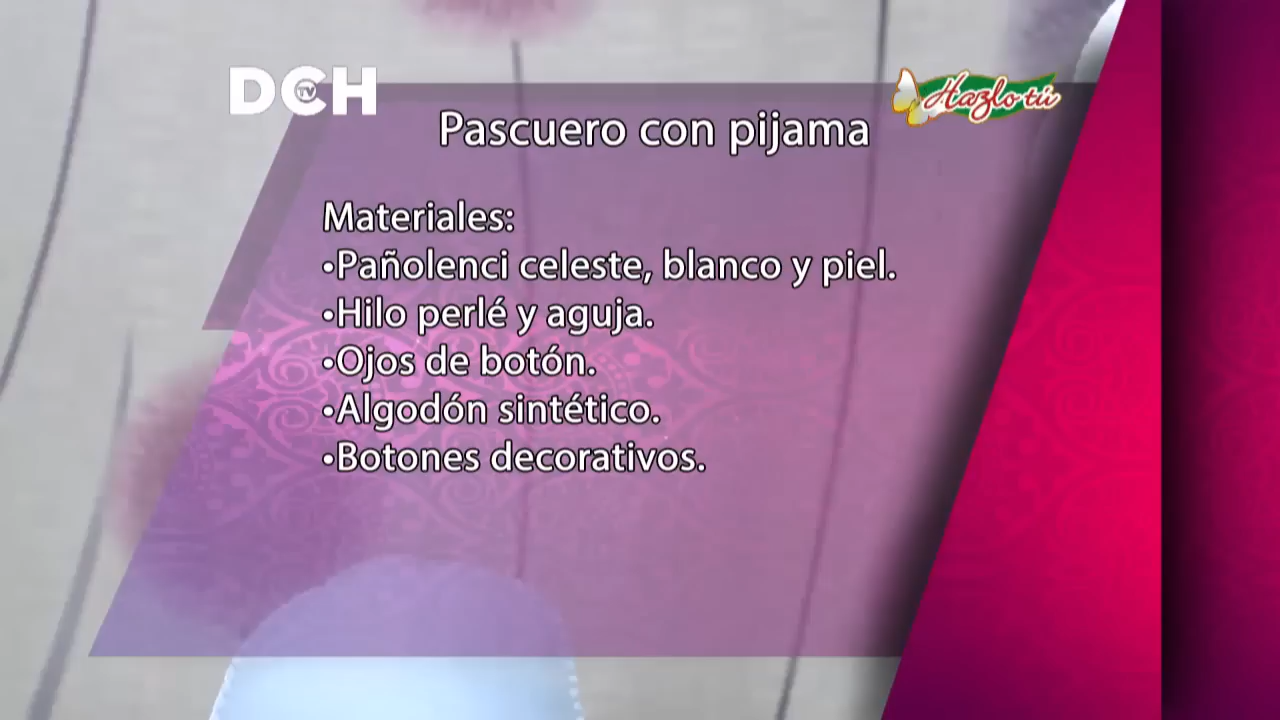 DCH
TV
Hazlo tú
Pascuero con pijama
Materiales:
•Pañolenci celeste, blanco y piel.
•Hilo perlé y aguja.
•Ojos de botón.
•Algodón sintético.
•Botones decorativos.